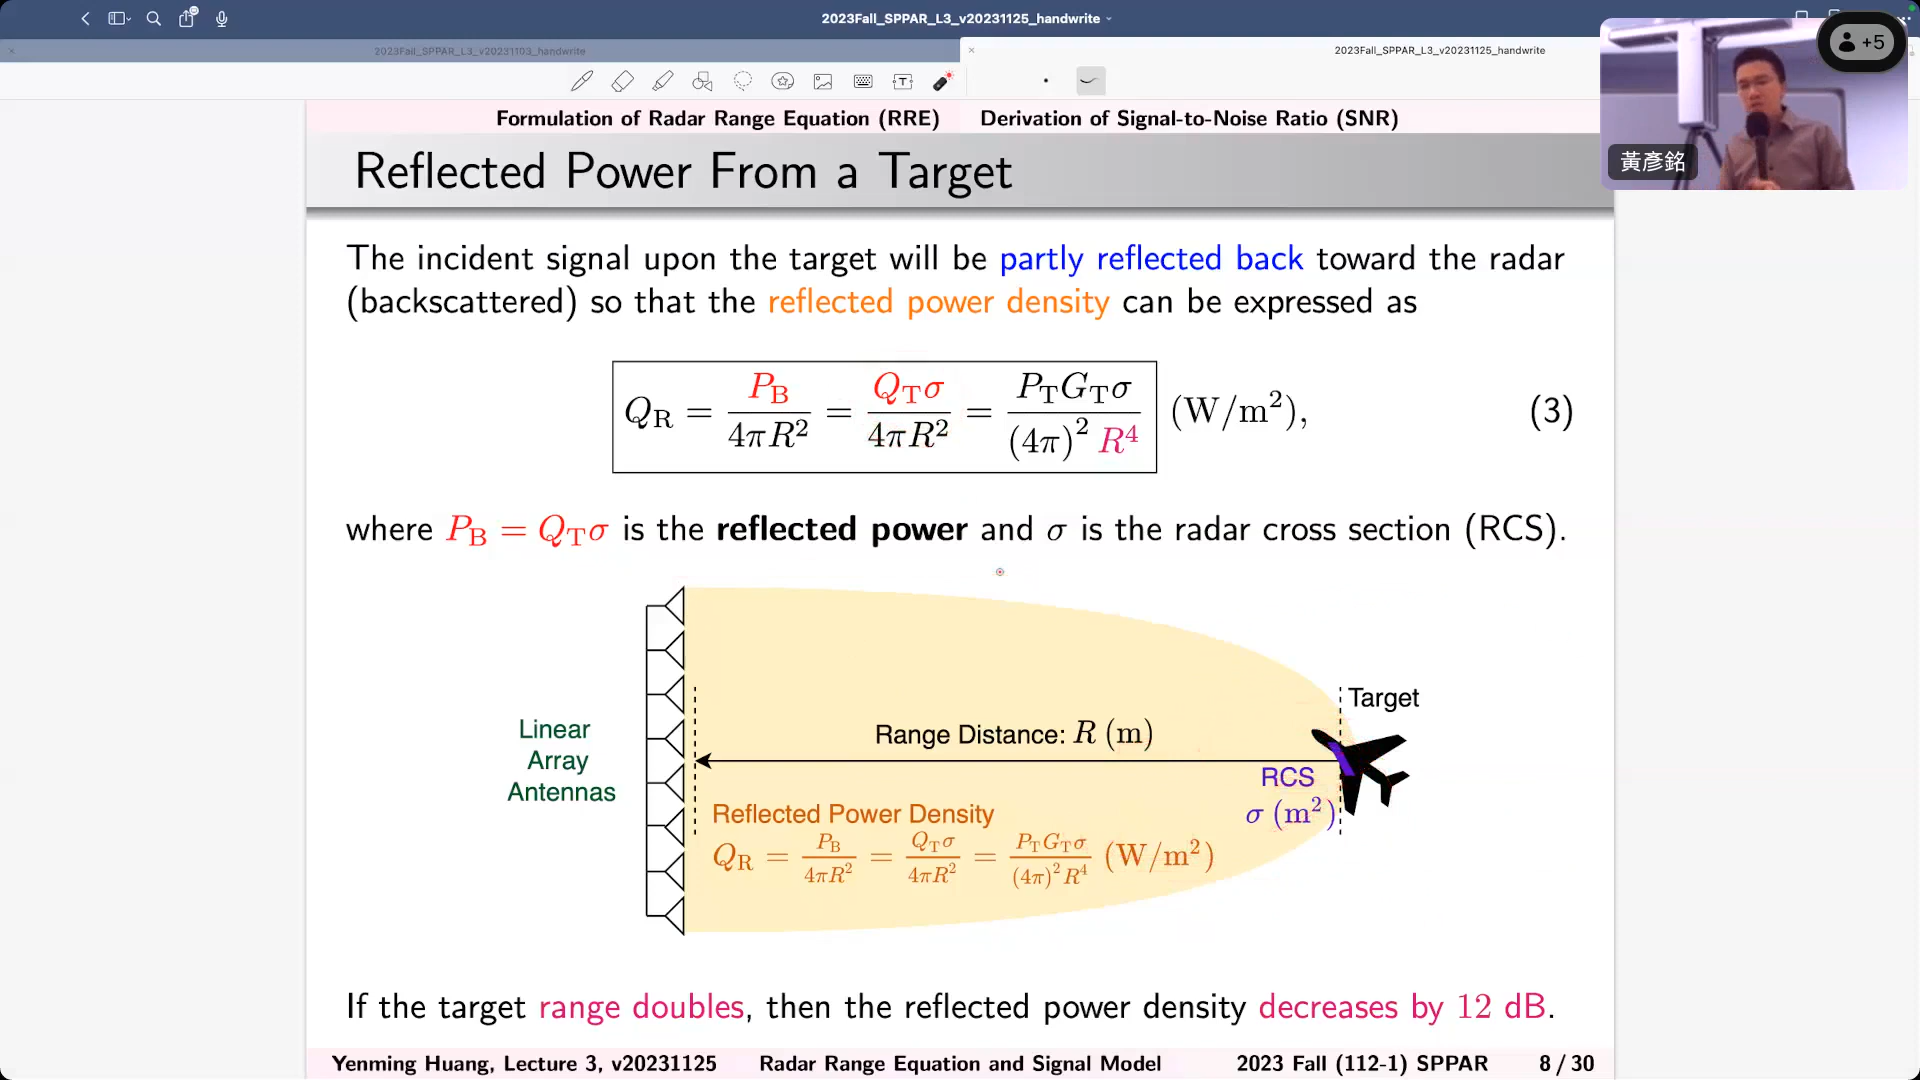 2023Fall_SPPAR_L3_v20231125_handwrite
2023Fall_SPPAR_L3_v20231103_handwrite
2023Fall_SPPAR_L3_v20231125_handwrite
+5
黃彥銘
Formulation of Radar Range Equation (RRE) Derivation of Signal-to-Noise Ratio (SNR)
Reflected Power From a Target
The incident signal upon the target will be partly reflected back toward the radar
(backscattered) so that the reflected power density can be expressed as
Q_R = P_B / 4πR² = Q_Tσ / 4πR² = P_TG_Tσ / (4π)² R⁴ (W/m²), (3)
where P_B = Q_Tσ is the reflected power and σ is the radar cross section (RCS).
Linear
Array
Antennas
Target
Range Distance: R (m)
RCS
σ (m²)
Reflected Power Density
Q_R = P_B / 4πR² = Q_Tσ / 4πR² = P_TG_Tσ / (4π)²R⁴ (W/m²)
If the target range doubles, then the reflected power density decreases by 12 dB.
Yenming Huang, Lecture 3, v20231125 Radar Range Equation and Signal Model 2023 Fall (112-1) SPPAR 8 / 30